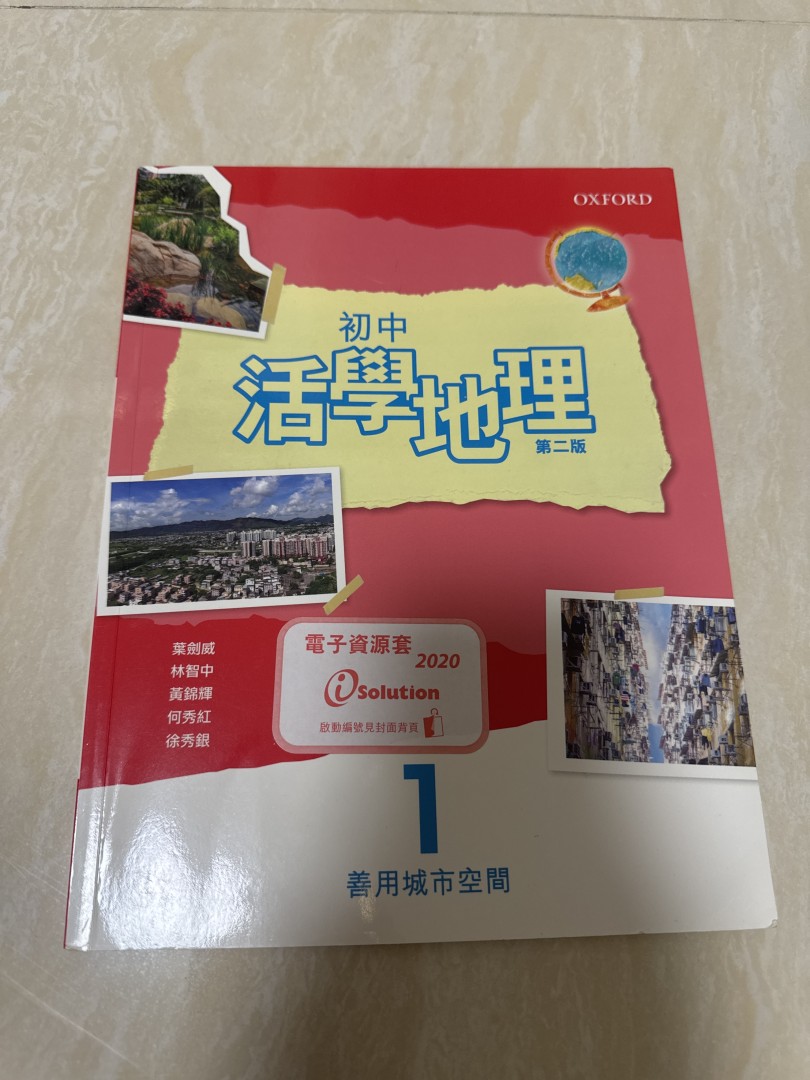 OXFORD
初中
活學地理
第二版
葉劍威
林智中
黃錦輝
何秀紅
徐秀銀
電子資源套
2020
iSolution
啟動編號見封面背頁
1
善用城市空間